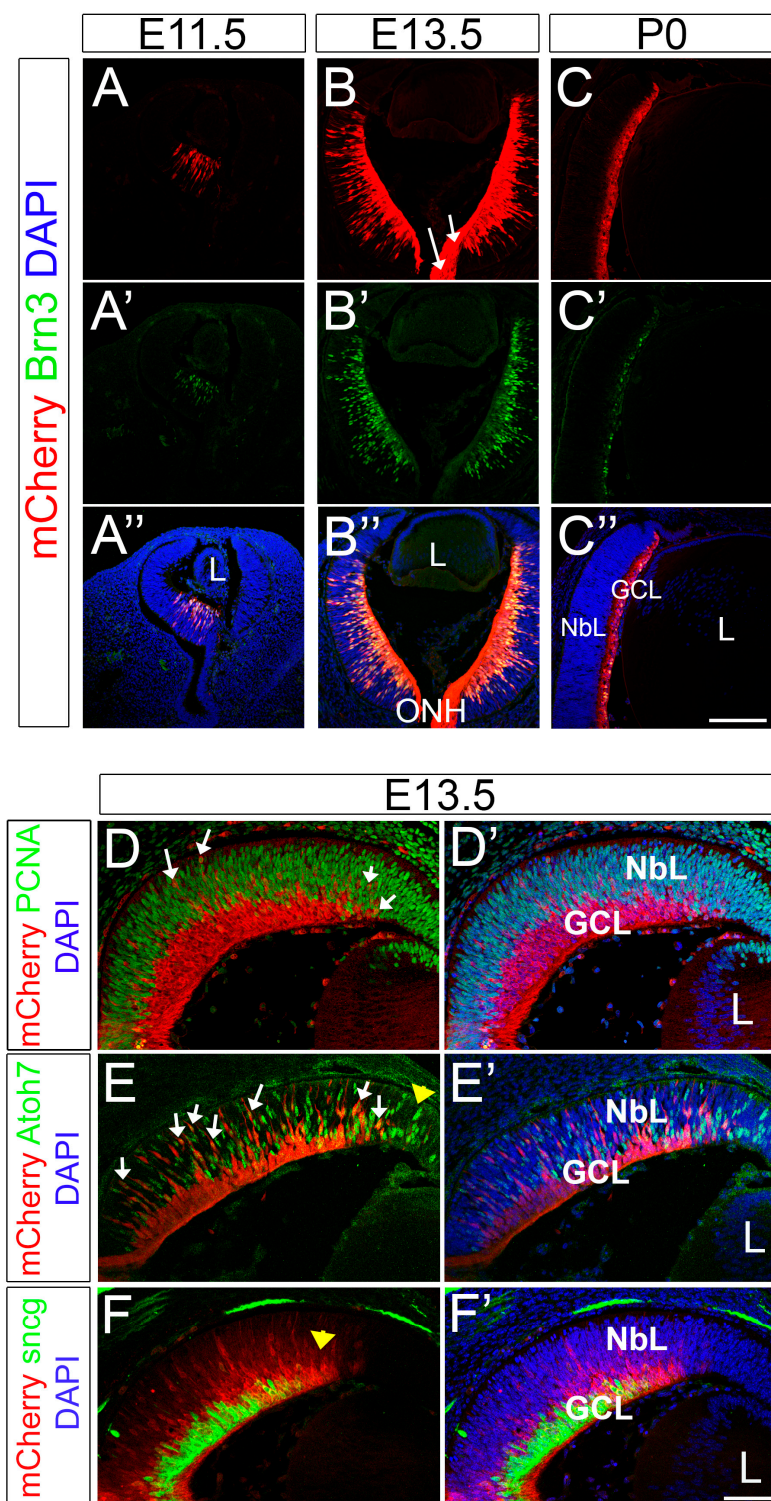 E11.5 E13.5 P0
mCherry Brn3 DAPI
A B C
A' B' C'
A'' B'' C''
L L GCL
NbL L
ONH
E13.5
mCherry PCNA
DAPI
D D'
NbL
GCL
L
mCherry Atoh7
DAPI
E E'
NbL
GCL
L
mCherry sncg
DAPI
F F'
NbL
GCL
L